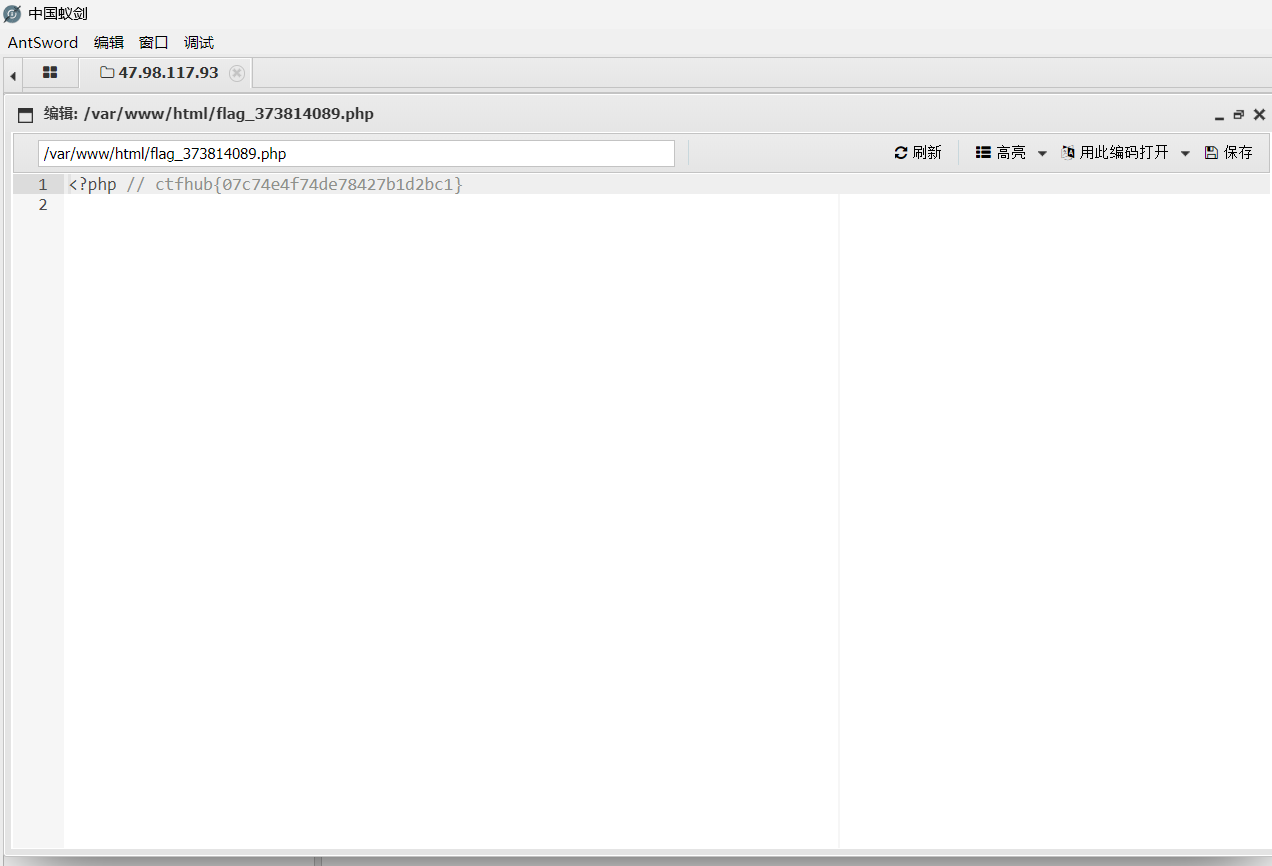 中国蚁剑
AntSword 编辑 窗口 调试
47.98.117.93
编辑: /var/www/html/flag_373814089.php
/var/www/html/flag_373814089.php 刷新 高亮 用此编码打开 保存
1 <?php // ctfhub{07c74e4f74de78427b1d2bc1}
2